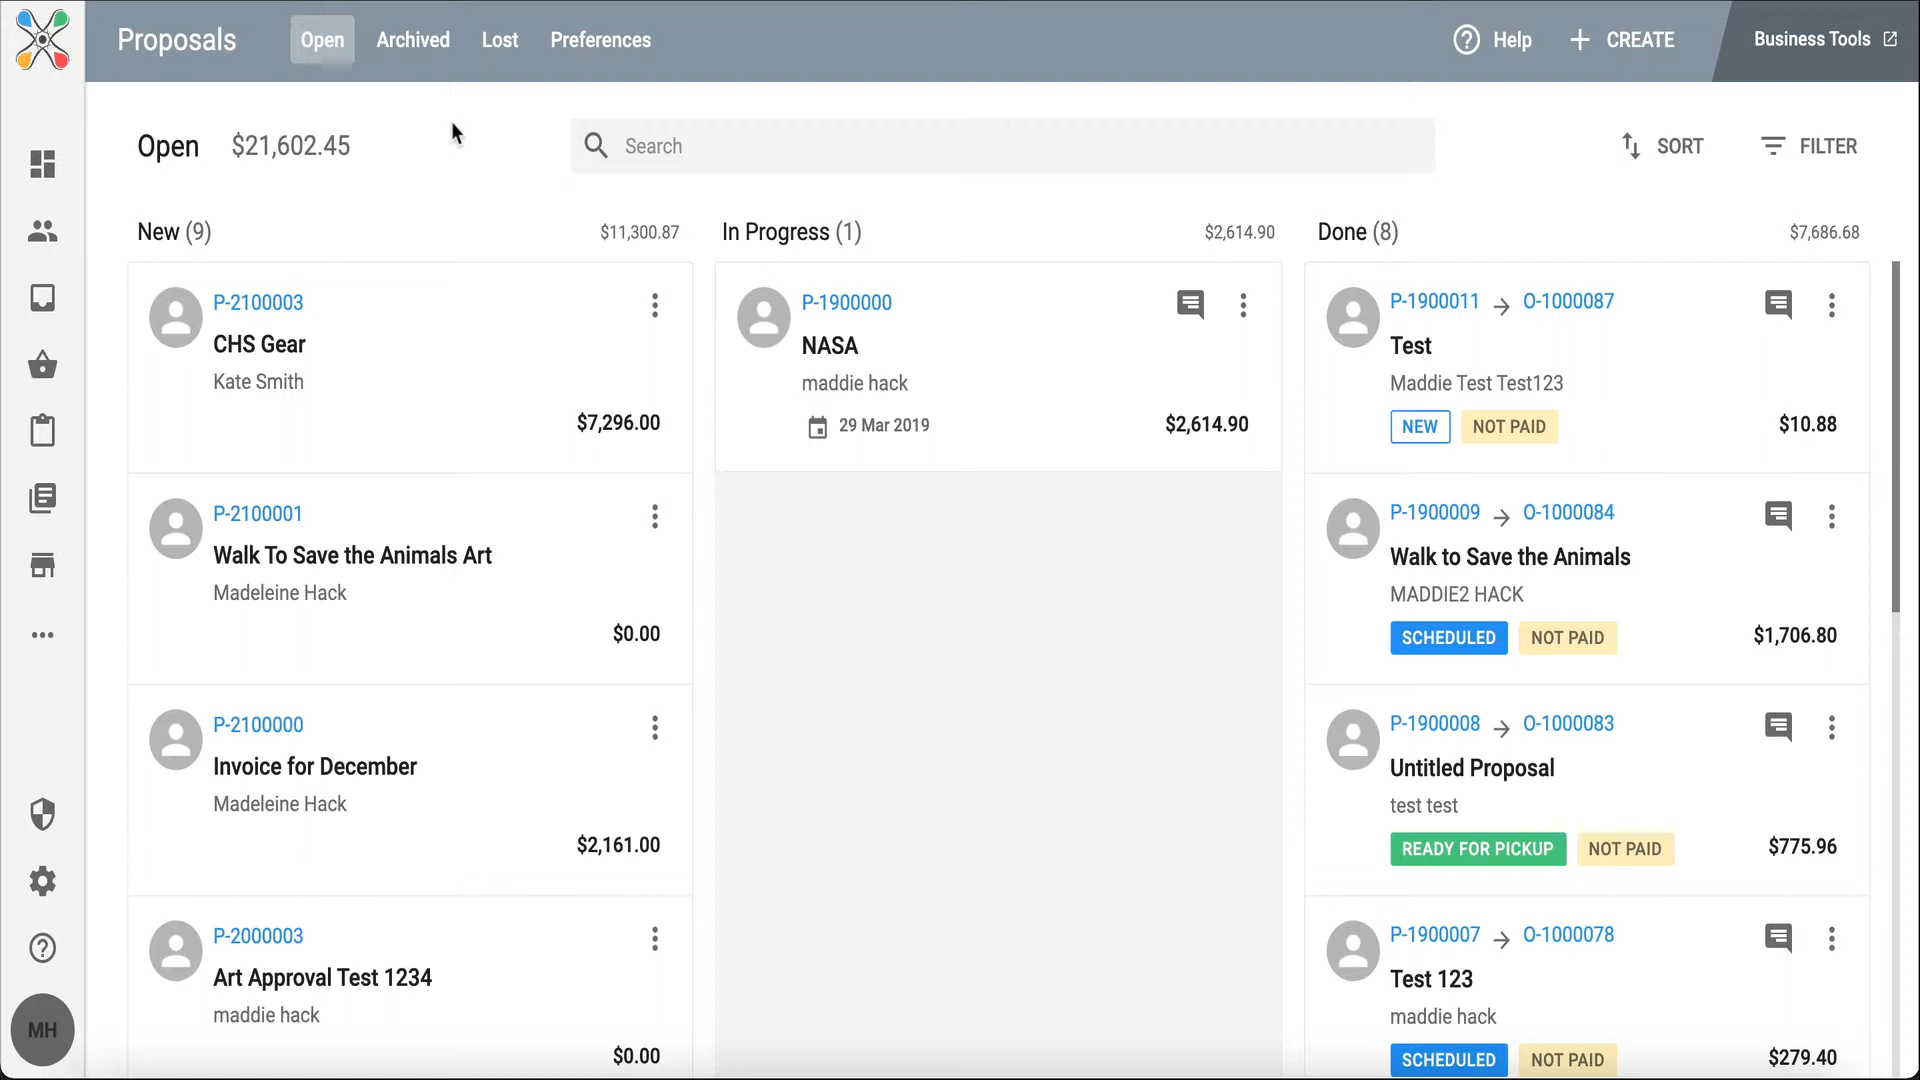 Proposals
Open
Archived
Lost
Preferences
Help
CREATE
Business Tools
Open $21,602.45
Search
SORT
FILTER
New (9) $11,300.87
P-2100003
CHS Gear
Kate Smith
$7,296.00
P-2100001
Walk To Save the Animals Art
Madeleine Hack
$0.00
P-2100000
Invoice for December
Madeleine Hack
$2,161.00
P-2000003
Art Approval Test 1234
maddie hack
$0.00
In Progress (1) $2,614.90
P-1900000
NASA
maddie hack
29 Mar 2019 $2,614.90
Done (8) $7,686.68
P-1900011 → O-1000087
Test
Maddie Test Test123
NEW NOT PAID $10.88
P-1900009 → O-1000084
Walk to Save the Animals
MADDIE2 HACK
SCHEDULED NOT PAID $1,706.80
P-1900008 → O-1000083
Untitled Proposal
test test
READY FOR PICKUP NOT PAID $775.96
P-1900007 → O-1000078
Test 123
maddie hack
SCHEDULED NOT PAID $279.40
MH